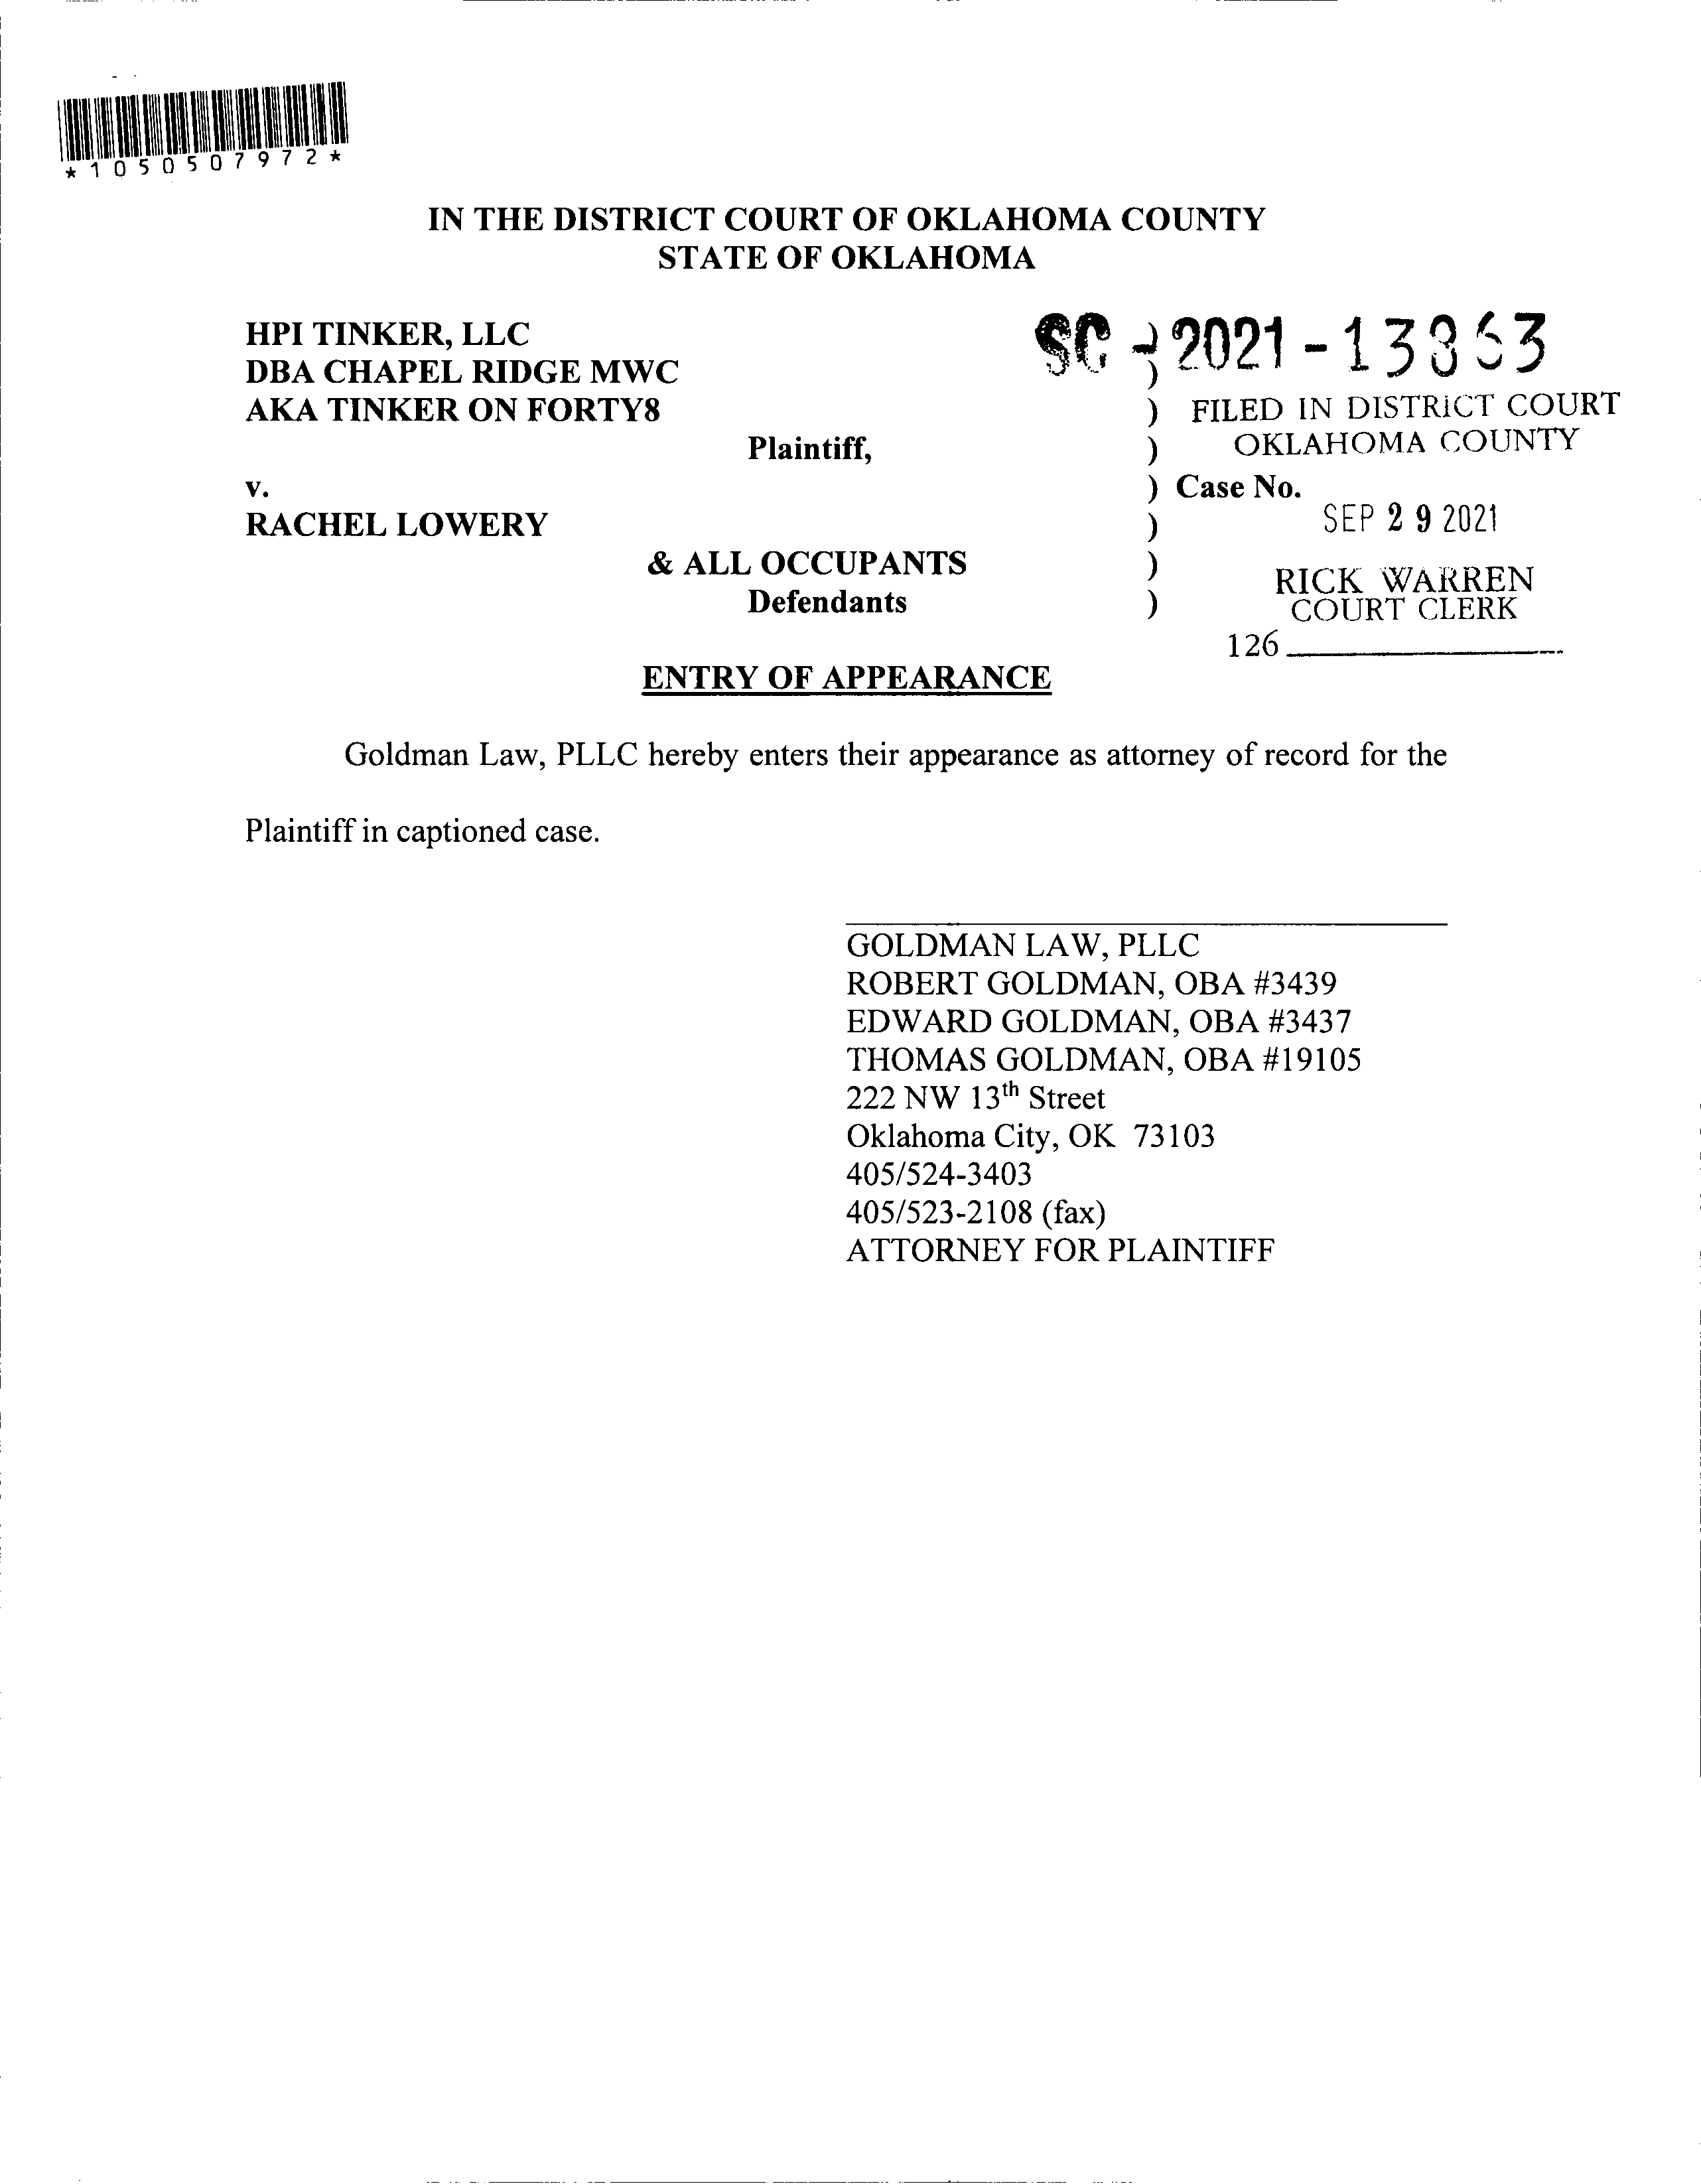 *1050507972*
IN THE DISTRICT COURT OF OKLAHOMA COUNTY
STATE OF OKLAHOMA
HPI TINKER, LLC
DBA CHAPEL RIDGE MWC
AKA TINKER ON FORTY8
Plaintiff,
v.
RACHEL LOWERY
& ALL OCCUPANTS
Defendants
)
)
)
)
)
)
)
)
SC - 2021 - 13863
FILED IN DISTRICT COURT
OKLAHOMA COUNTY
Case No.
SEP 29 2021
RICK WARREN
COURT CLERK
126
ENTRY OF APPEARANCE
Goldman Law, PLLC hereby enters their appearance as attorney of record for the
Plaintiff in captioned case.
GOLDMAN LAW, PLLC
ROBERT GOLDMAN, OBA #3439
EDWARD GOLDMAN, OBA #3437
THOMAS GOLDMAN, OBA #19105
222 NW 13th Street
Oklahoma City, OK 73103
405/524-3403
405/523-2108 (fax)
ATTORNEY FOR PLAINTIFF